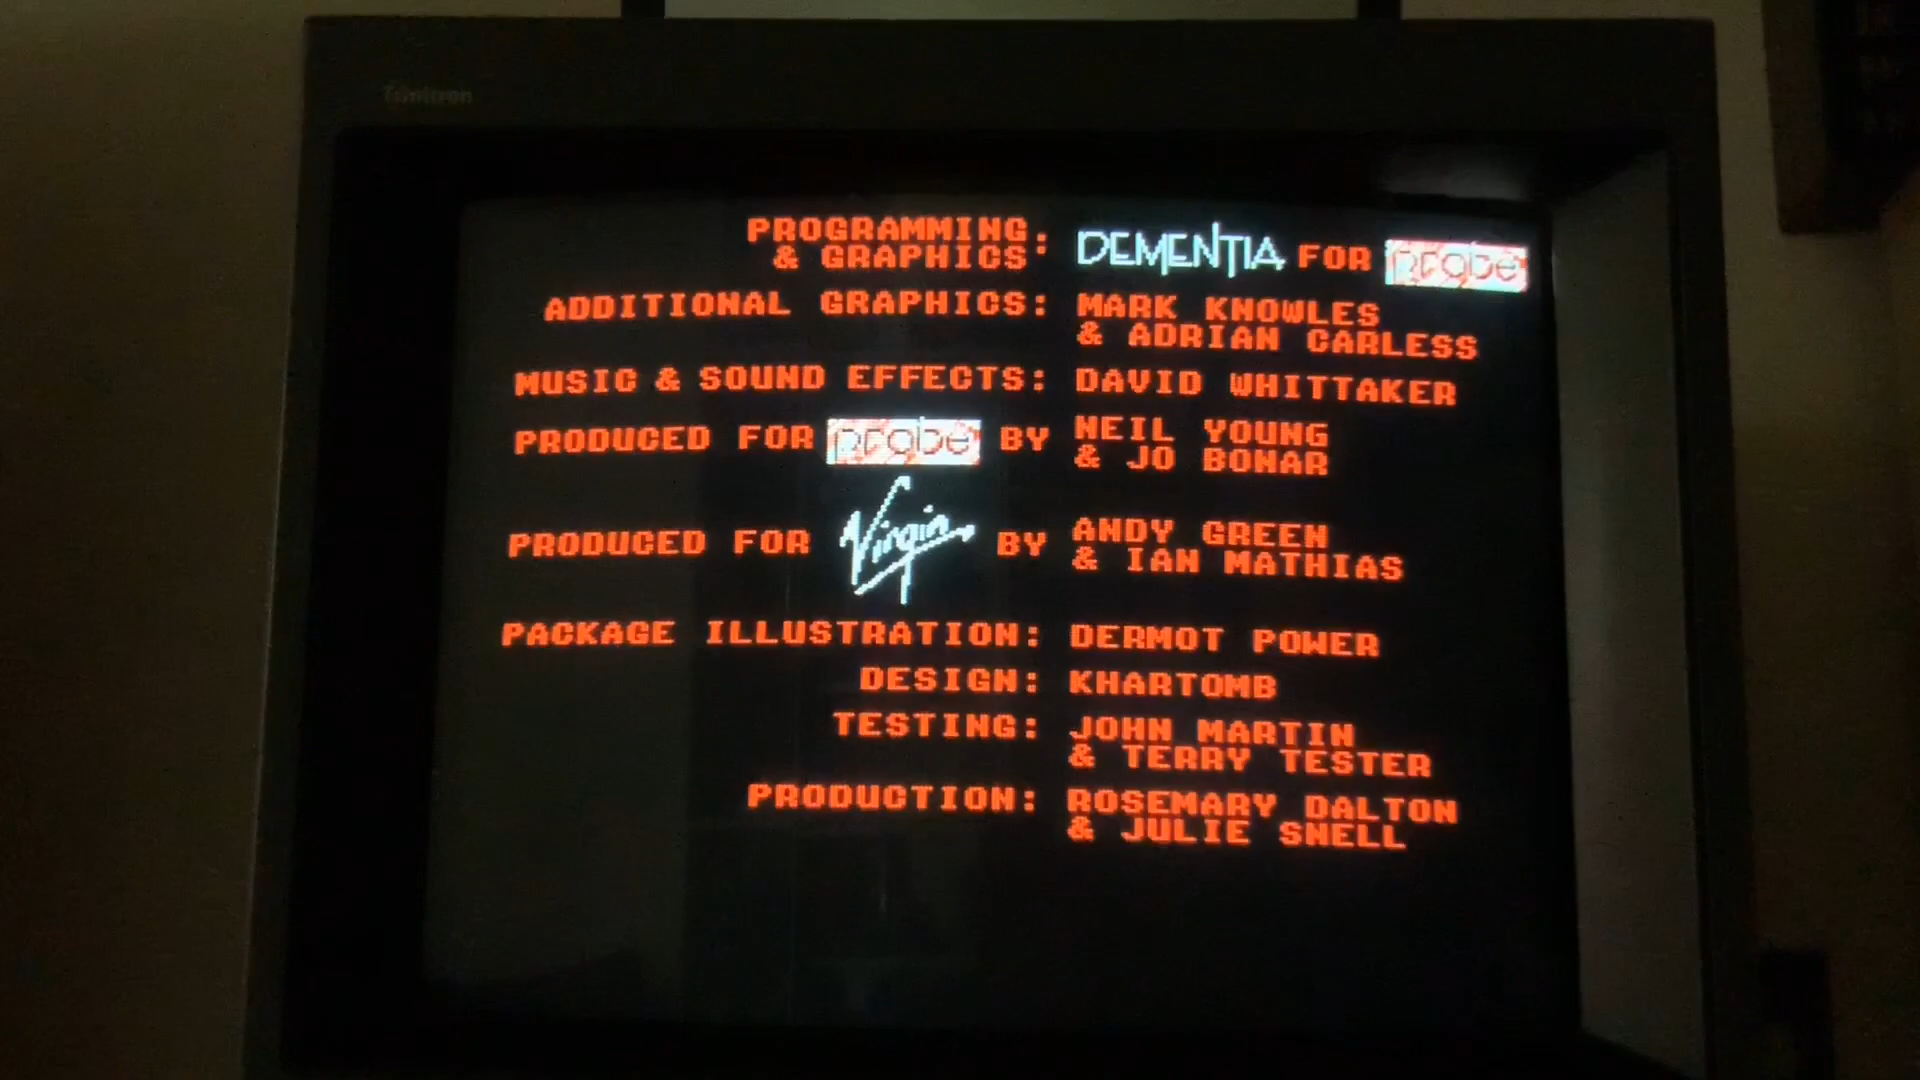 Trinitron
PROGRAMMING
& GRAPHICS: DEMENTIA FOR probe
ADDITIONAL GRAPHICS: MARK KNOWLES
& ADRIAN CARLESS
MUSIC & SOUND EFFECTS: DAVID WHITTAKER
PRODUCED FOR probe BY NEIL YOUNG
& JO BONAR
PRODUCED FOR Virgin BY ANDY GREEN
& IAN MATHIAS
PACKAGE ILLUSTRATION: DERMOT POWER
DESIGN: KHARTOMB
TESTING: JOHN MARTIN
& TERRY TESTER
PRODUCTION: ROSEMARY DALTON
& JULIE SNELL